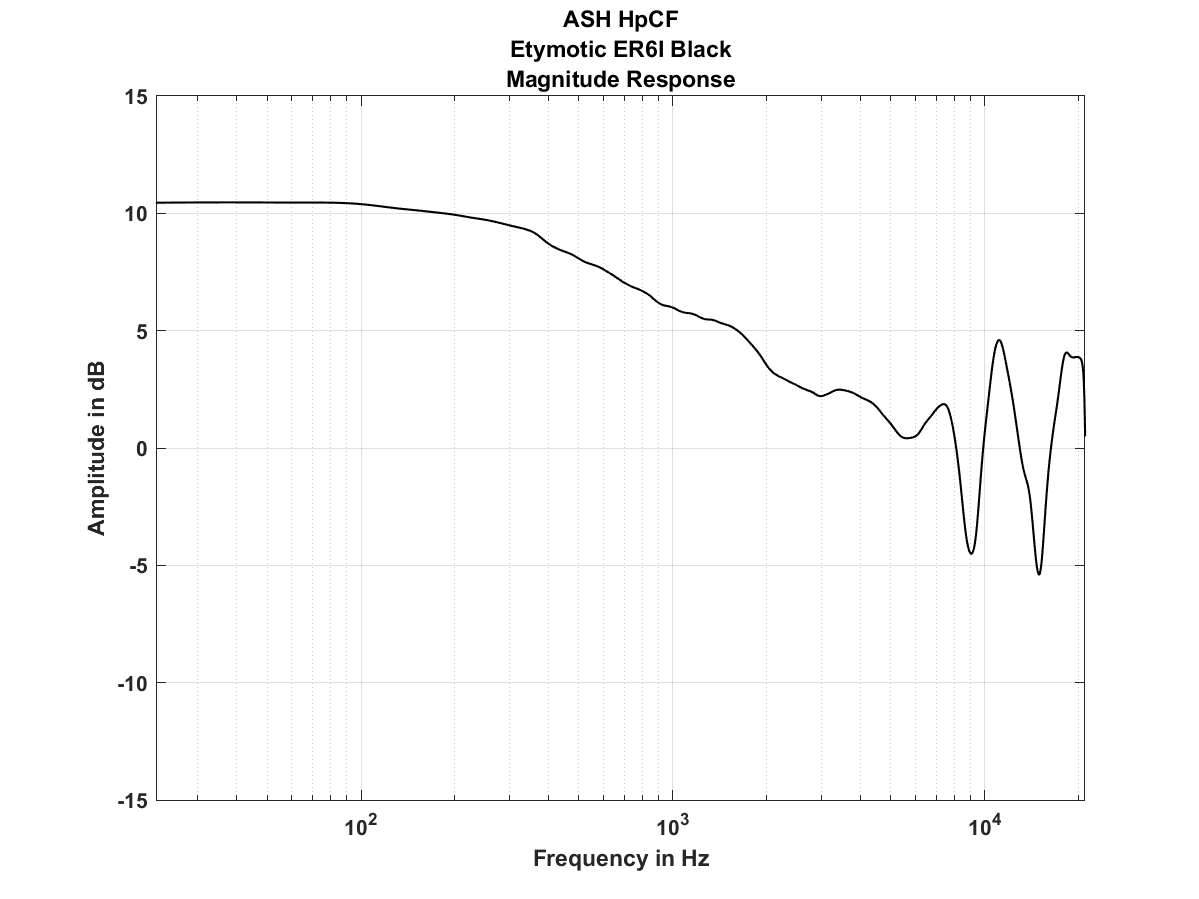 ASH HpCF
Etymotic ER6I Black
Magnitude Response
15
10
5
0
-5
-10
-15
Amplitude in dB
10^2
10^3
10^4
Frequency in Hz